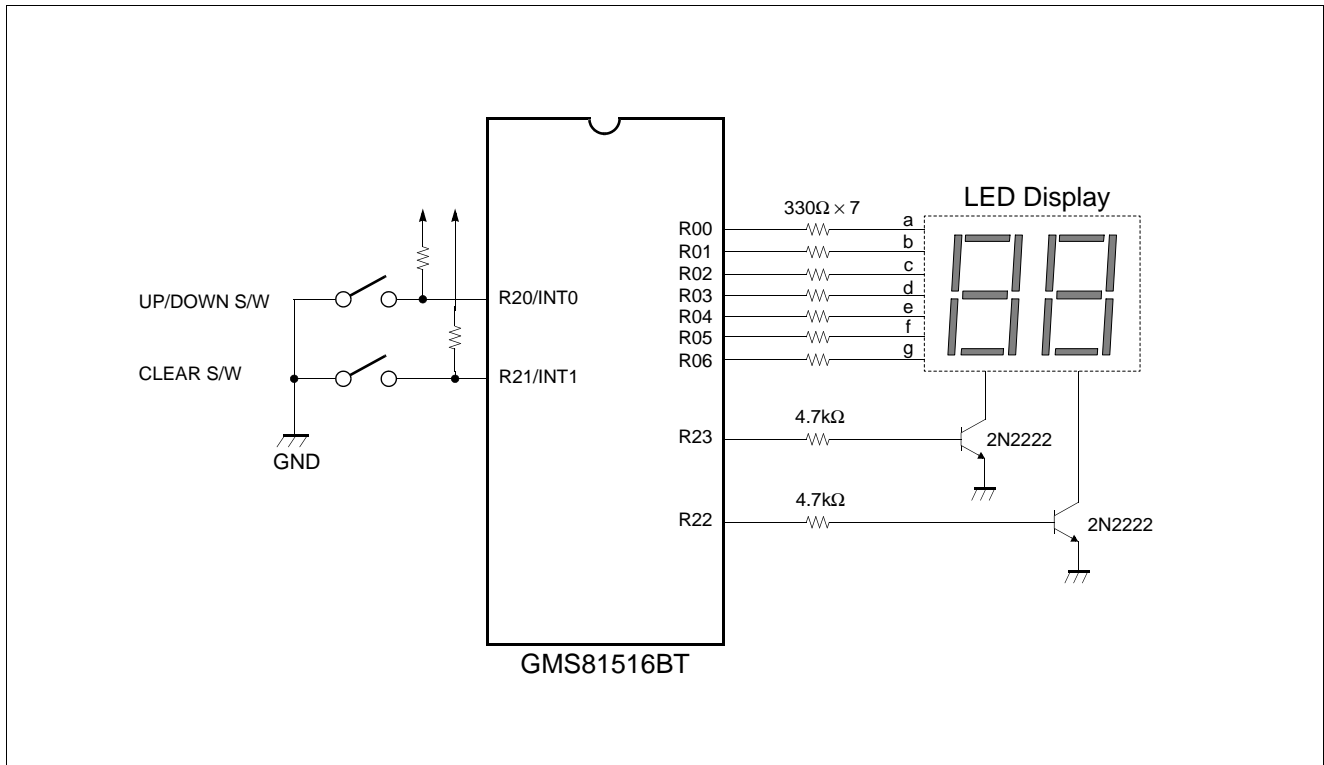 LED Display
330Ω × 7
R00
a
R01
b
R02
c
R03
d
R04
e
R05
f
R06
g
UP/DOWN S/W
R20/INT0
CLEAR S/W
R21/INT1
GND
R23
4.7kΩ
2N2222
R22
4.7kΩ
2N2222
GMS81516BT